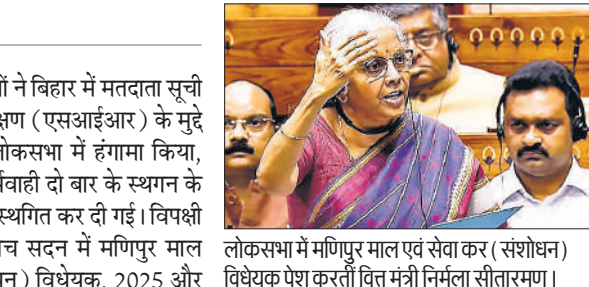 ों ने बिहार में मतदाता सूची
क्षण (एसआईआर) के मुद्दे
लोकसभा में हंगामा किया,
र्यवाही दो बार के स्थगन के
स्थगित कर दी गई। विपक्षी
च सदन में मणिपुर माल
न) विधेयक, 2025 और
लोकसभा में मणिपुर माल एवं सेवा कर (संशोधन)
विधेयक पेश करतीं वित्त मंत्री निर्मला सीतारमण।